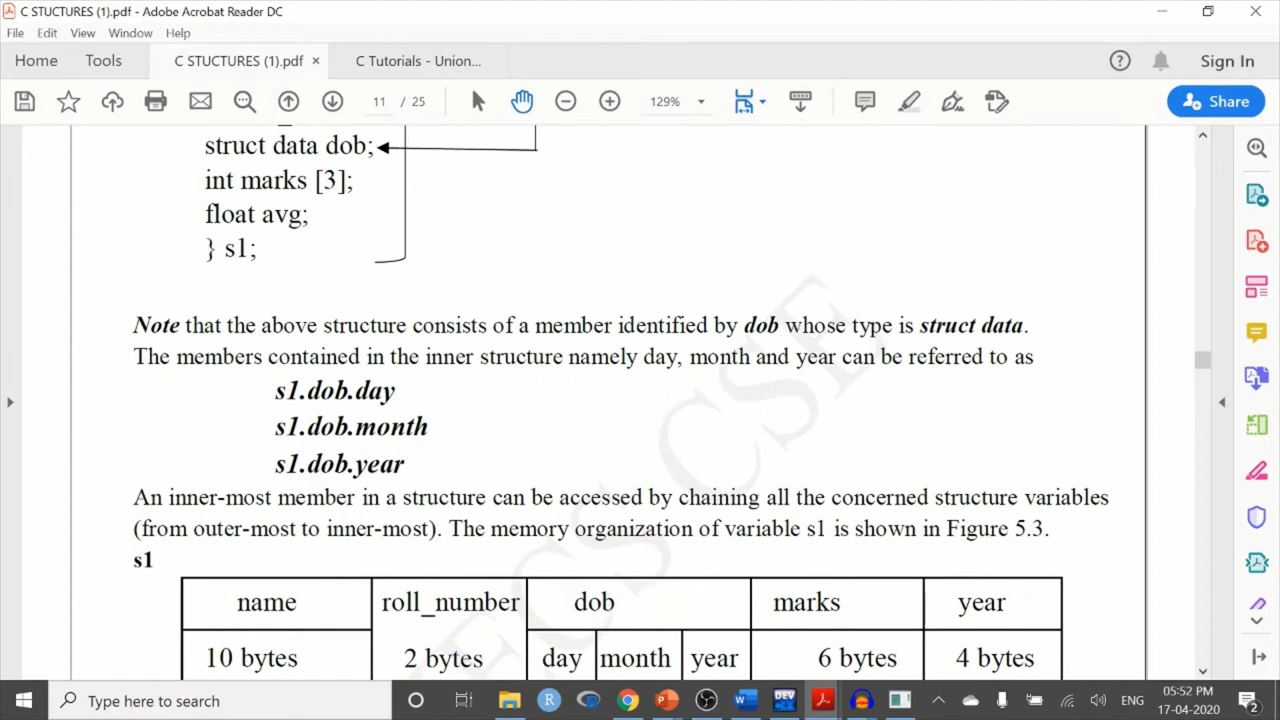 C STUCTURES (1).pdf - Adobe Acrobat Reader DC
File Edit View Window Help
Home Tools C STUCTURES (1).pdf × C Tutorials - Union... Sign In
11 / 25 129% Share
struct data dob;
int marks [3];
float avg;
} s1;
Note that the above structure consists of a member identified by dob whose type is struct data.
The members contained in the inner structure namely day, month and year can be referred to as
s1.dob.day
s1.dob.month
s1.dob.year
An inner-most member in a structure can be accessed by chaining all the concerned structure variables
(from outer-most to inner-most). The memory organization of variable s1 is shown in Figure 5.3.
s1
name roll_number dob marks year
10 bytes 2 bytes day month year 6 bytes 4 bytes
ECS CSE
Type here to search R W DEV ENG 05:52 PM
17-04-2020 2